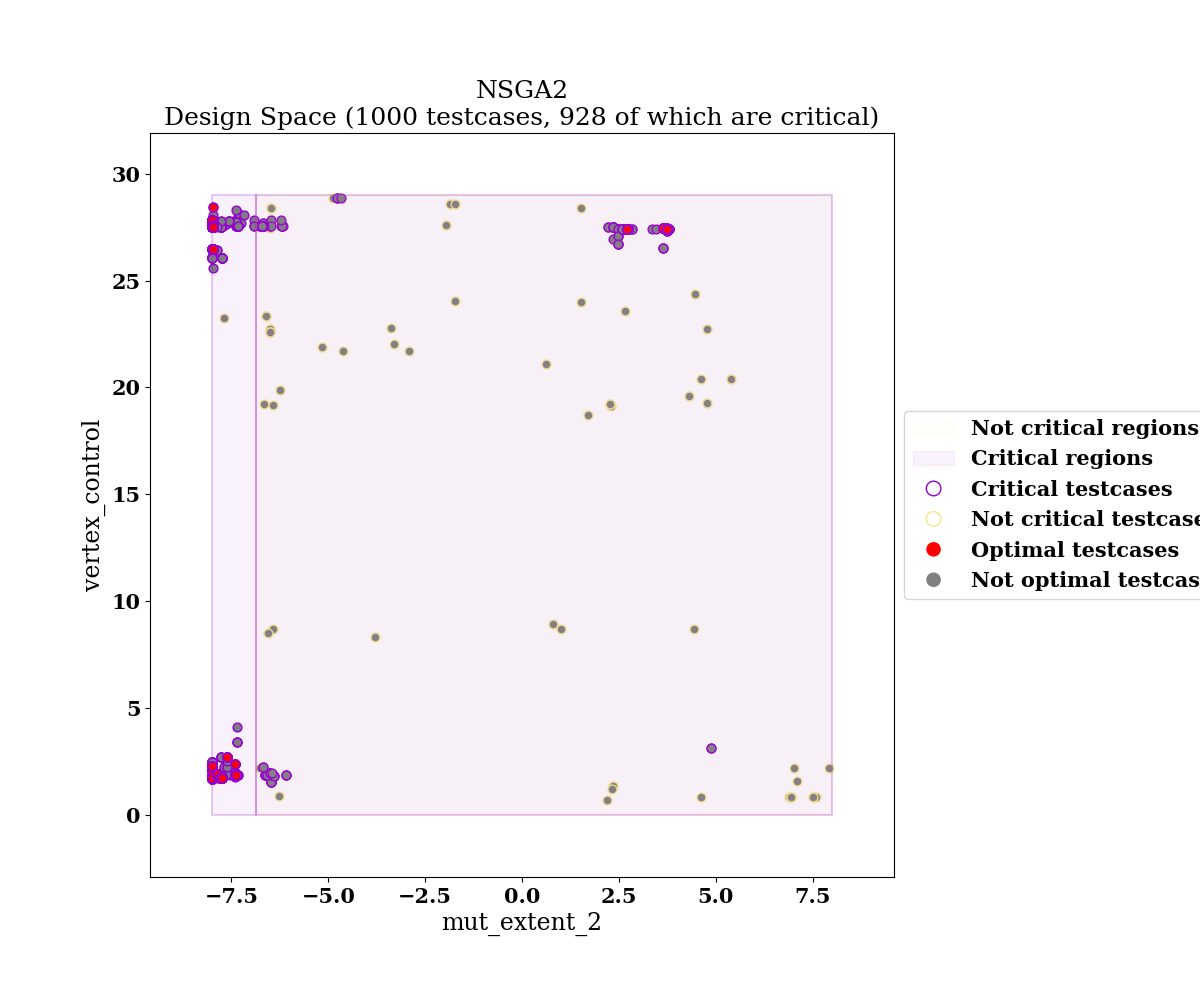 NSGA2
Design Space (1000 testcases, 928 of which are critical)
30
25
20
15
10
5
0
vertex_control
−7.5
−5.0
−2.5
0.0
2.5
5.0
7.5
mut_extent_2
Not critical regions
Critical regions
Critical testcases
Not critical testcase
Optimal testcases
Not optimal testcas